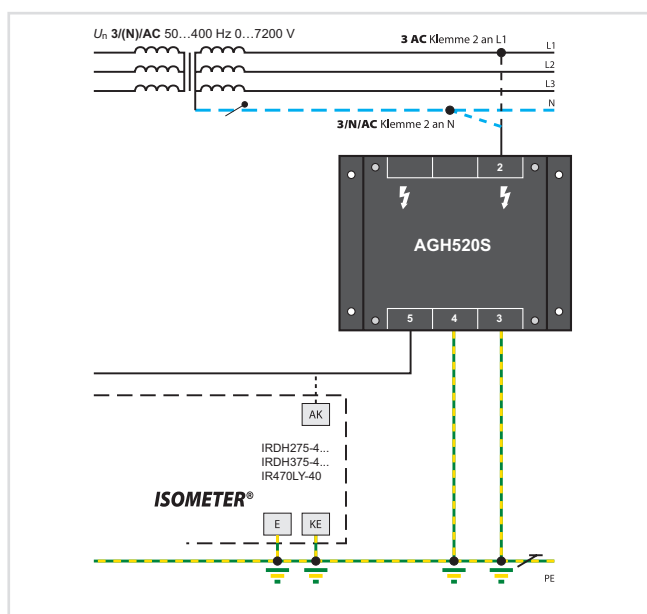 Un 3/(N)/AC 50...400 Hz 0...7200 V
3 AC Klemme 2 an L1
L1
L2
L3
N
3/N/AC Klemme 2 an N
2
AGH520S
5 4 3
AK
IRDH275-4...
IRDH375-4...
IR470LY-40
ISOMETER®
E KE
PE